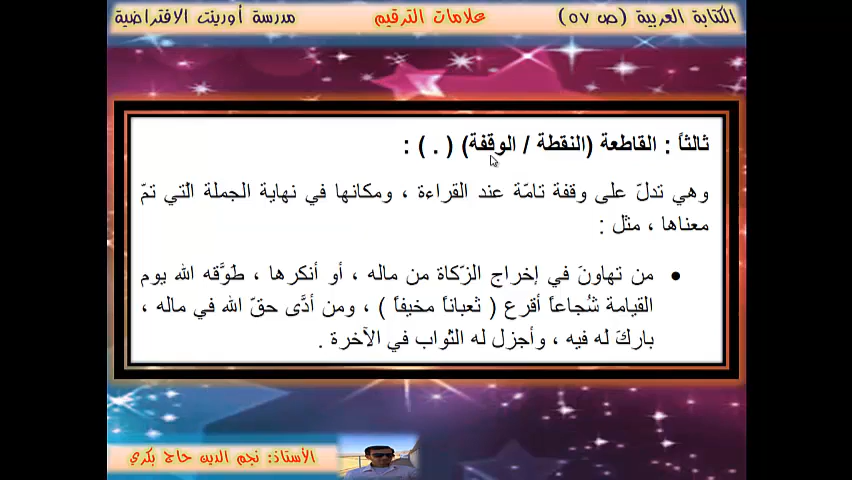 الكتابة العربية (ص ٥٧)
علامات الترقيم
مدرسة أورينت الافتراضية
ثالثاً : القاطعة (النقطة / الوقفة) ( . ) :
وهي تدلّ على وقفة تامّة عند القراءة ، ومكانها في نهاية الجملة الّتي تمّ
معناها ، مثل :
• من تهاونَ في إخراج الزّكاة من ماله ، أو أنكرها ، طوَّقه الله يوم
القيامة شُجاعاً أقرع ( ثعباناً مخيفاً ) ، ومن أدَّى حقّ الله في ماله ،
باركَ له فيه ، وأجزل له الثّواب في الآخرة .
الأستاذ: نجم الدين حاج بكري